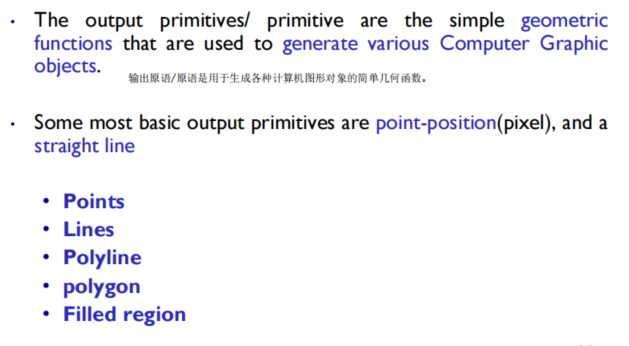 • The output primitives/ primitive are the simple geometric
functions that are used to generate various Computer Graphic
objects.
输出原语/原语是用于生成各种计算机图形对象的简单几何函数。
• Some most basic output primitives are point-position(pixel), and a
straight line
• Points
• Lines
• Polyline
• polygon
• Filled region